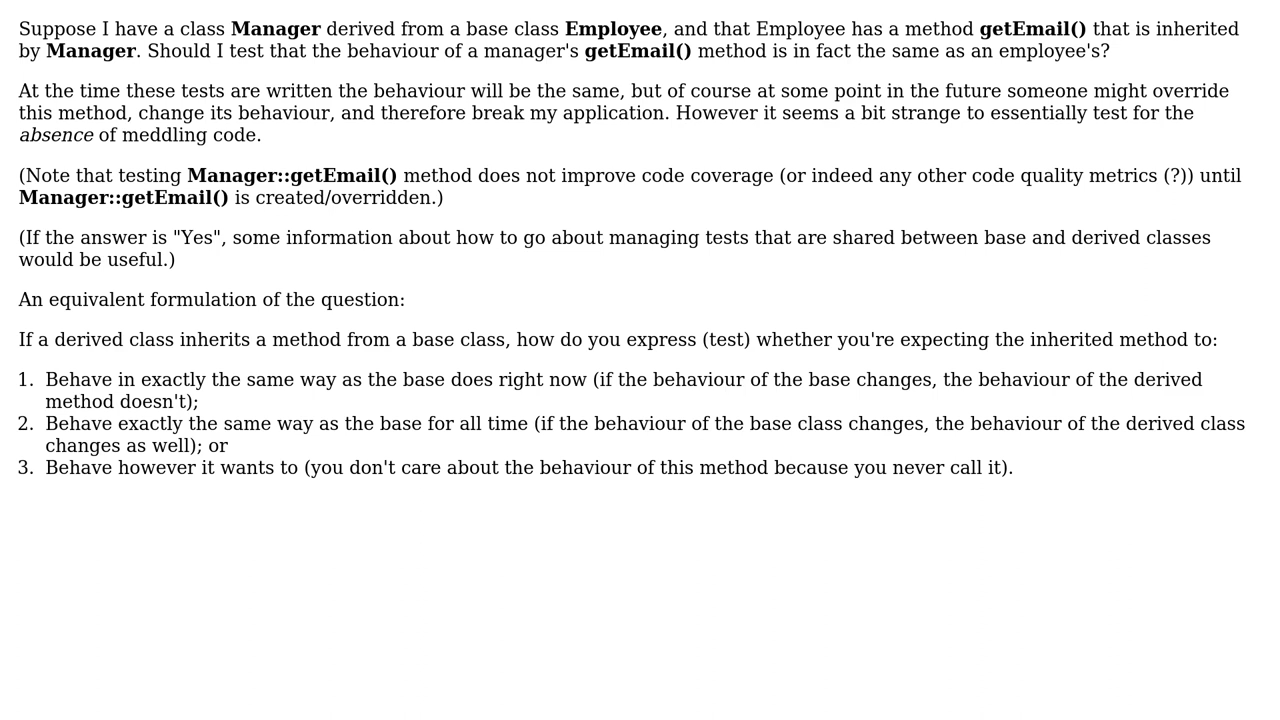 Suppose I have a class Manager derived from a base class Employee, and that Employee has a method getEmail() that is inherited
by Manager. Should I test that the behaviour of a manager's getEmail() method is in fact the same as an employee's?
At the time these tests are written the behaviour will be the same, but of course at some point in the future someone might override
this method, change its behaviour, and therefore break my application. However it seems a bit strange to essentially test for the
absence of meddling code.
(Note that testing Manager::getEmail() method does not improve code coverage (or indeed any other code quality metrics (?)) until
Manager::getEmail() is created/overridden.)
(If the answer is "Yes", some information about how to go about managing tests that are shared between base and derived classes
would be useful.)
An equivalent formulation of the question:
If a derived class inherits a method from a base class, how do you express (test) whether you're expecting the inherited method to:
1. Behave in exactly the same way as the base does right now (if the behaviour of the base changes, the behaviour of the derived
method doesn't);
2. Behave exactly the same way as the base for all time (if the behaviour of the base class changes, the behaviour of the derived class
changes as well); or
3. Behave however it wants to (you don't care about the behaviour of this method because you never call it).